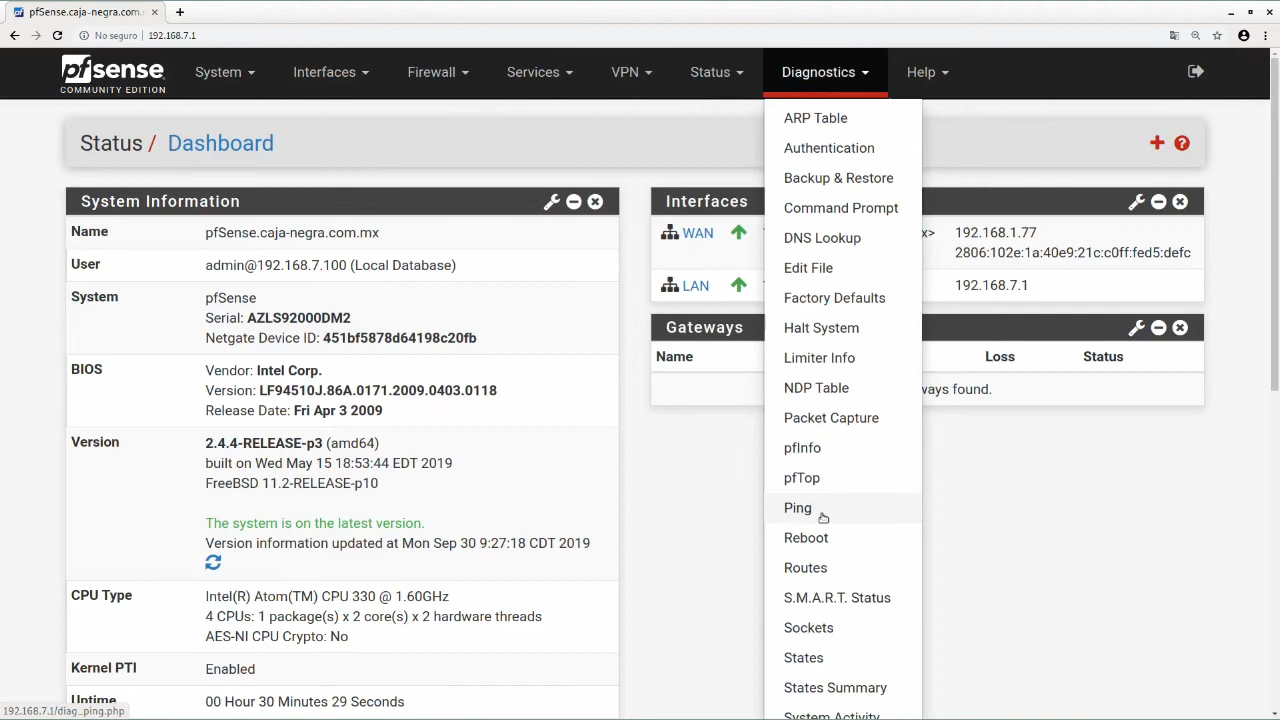 pfSense.caja-negra.com.m
No seguro | 192.168.7.1
pfsense
COMMUNITY EDITION
System
Interfaces
Firewall
Services
VPN
Status
Diagnostics
Help
Status / Dashboard
System Information
Name pfSense.caja-negra.com.mx
User admin@192.168.7.100 (Local Database)
System pfSense
Serial: AZLS92000DM2
Netgate Device ID: 451bf5878d64198c20fb
BIOS Vendor: Intel Corp.
Version: LF94510J.86A.0171.2009.0403.0118
Release Date: Fri Apr 3 2009
Version 2.4.4-RELEASE-p3 (amd64)
built on Wed May 15 18:53:44 EDT 2019
FreeBSD 11.2-RELEASE-p10
The system is on the latest version.
Version information updated at Mon Sep 30 9:27:18 CDT 2019
CPU Type Intel(R) Atom(TM) CPU 330 @ 1.60GHz
4 CPUs: 1 package(s) x 2 core(s) x 2 hardware threads
AES-NI CPU Crypto: No
Kernel PTI Enabled
Uptime 00 Hour 30 Minutes 29 Seconds
192.168.7.1/diag_ping.php
ARP Table
Authentication
Backup & Restore
Command Prompt
DNS Lookup
Edit File
Factory Defaults
Halt System
Limiter Info
NDP Table
Packet Capture
pfInfo
pfTop
Ping
Reboot
Routes
S.M.A.R.T. Status
Sockets
States
States Summary
System Activity
Interfaces
WAN x> 192.168.1.77
2806:102e:1a:40e9:21c:c0ff:fed5:defc
LAN 192.168.7.1
Gateways
Name Loss Status
ways found.